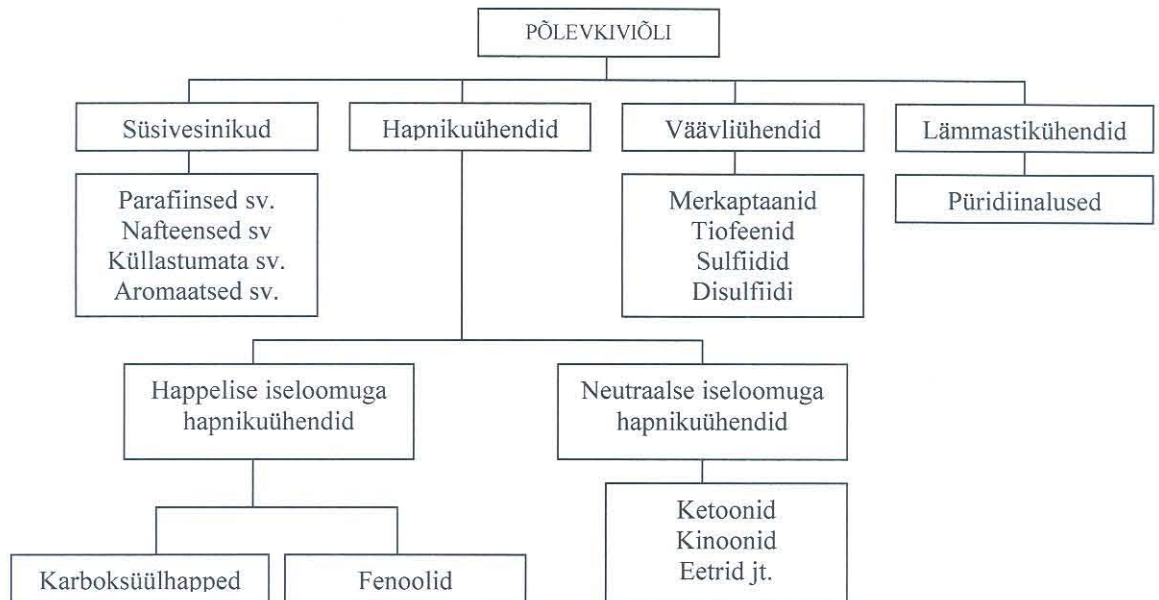 PÕLEVKIVIÕLI
Süsivesinikud
Hapnikuühendid
Väävliühendid
Lämmastikühendid
Parafiinsed sv.
Nafteensed sv
Küllastumata sv.
Aromaatsed sv.
Merkaptaanid
Tiofeenid
Sulfiidid
Disulfiidi
Püridiinalused
Happelise iseloomuga
hapnikuühendid
Neutraalse iseloomuga
hapnikuühendid
Karboksüülhapped
Fenoolid
Ketoonid
Kinoonid
Eetrid jt.